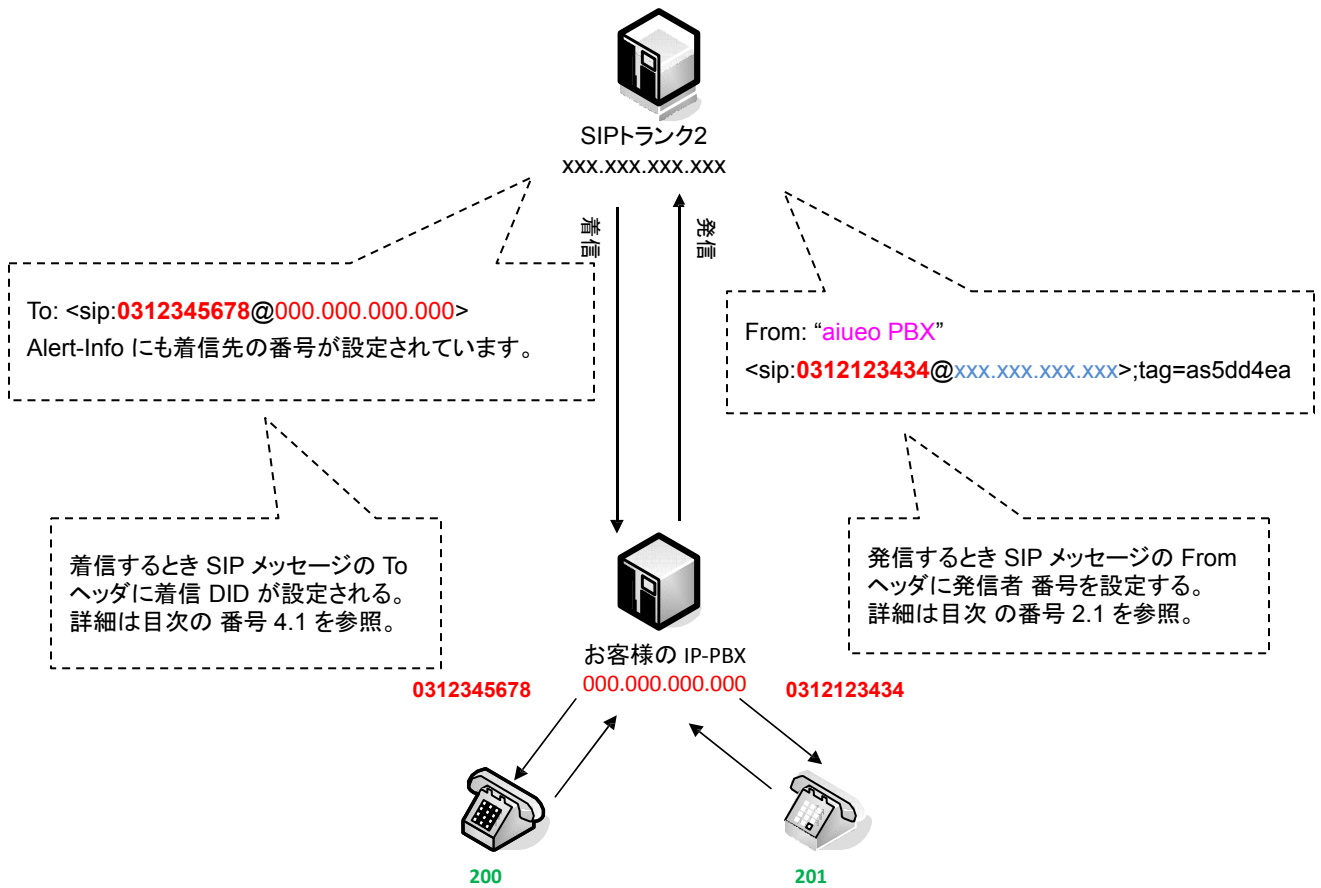 SIPトランク2
xxx.xxx.xxx.xxx
着信
発信
To: <sip:0312345678@000.000.000.000>
Alert-Info にも着信先の番号が設定されています。
From: “aiueo PBX”
<sip:0312123434@xxx.xxx.xxx.xxx>;tag=as5dd4ea
着信するとき SIP メッセージの To
ヘッダに着信 DID が設定される。
詳細は目次の 番号 4.1 を参照。
発信するとき SIP メッセージの From
ヘッダに発信者 番号を設定する。
詳細は目次 の番号 2.1 を参照。
お客様の IP-PBX
0312345678
000.000.000.000
0312123434
200
201